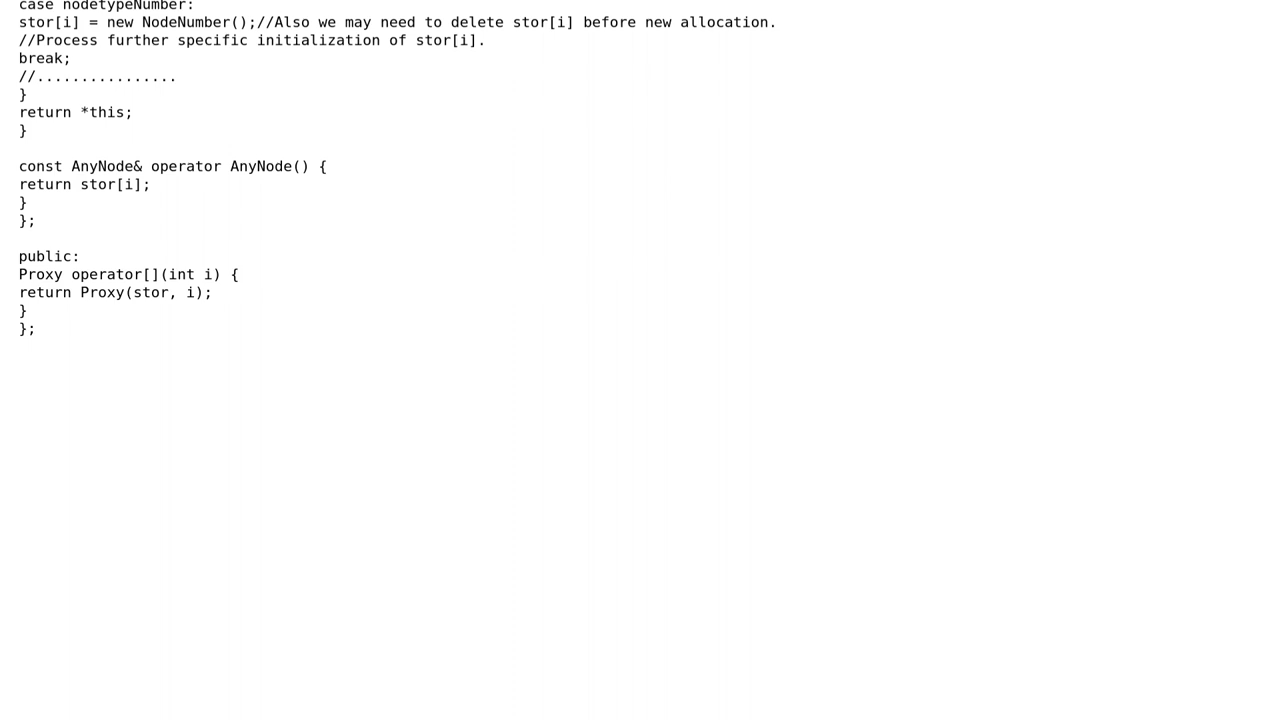 case nodetypeNumber:
stor[i] = new NodeNumber();//Also we may need to delete stor[i] before new allocation.
//Process further specific initialization of stor[i].
break;
//................
}
return *this;
}
const AnyNode& operator AnyNode() {
return stor[i];
}
};
public:
Proxy operator[](int i) {
return Proxy(stor, i);
}
};